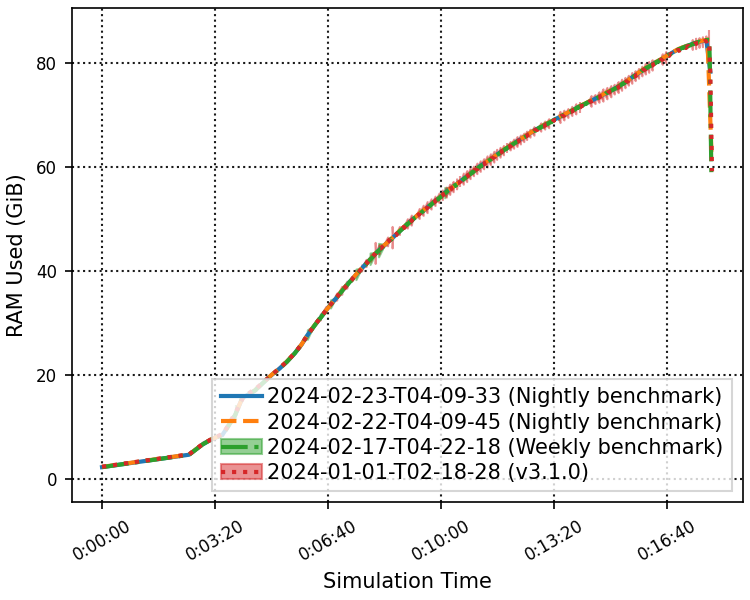 80
60
40
20
0
RAM Used (GiB)
2024-02-23-T04-09-33 (Nightly benchmark)
2024-02-22-T04-09-45 (Nightly benchmark)
2024-02-17-T04-22-18 (Weekly benchmark)
2024-01-01-T02-18-28 (v3.1.0)
0:00:00
0:03:20
0:06:40
0:10:00
0:13:20
0:16:40
Simulation Time